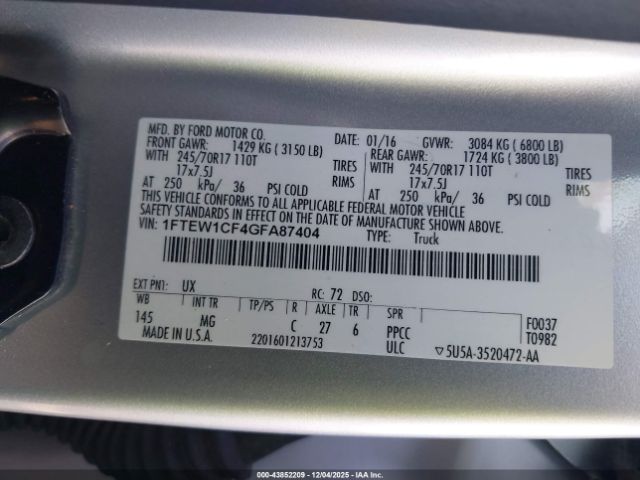 MFD. BY FORD MOTOR CO.
DATE: 01/16 GVWR: 3084 KG ( 6800 LB)
FRONT GAWR: 1429 KG ( 3150 LB) REAR GAWR: 1724 KG ( 3800 LB)
WITH 245/70R17 110T TIRES WITH 245/70R17 110T TIRES
17x7.5J RIMS 17x7.5J RIMS
AT 250 kPa/ 36 PSI COLD AT 250 kPa/ 36 PSI COLD
THIS VEHICLE CONFORMS TO ALL APPLICABLE FEDERAL MOTOR VEHICLE
SAFETY STANDARDS IN EFFECT ON THE DATE OF MANUFACTURE SHOWN ABOVE.
VIN: 1FTEW1CF4GFA87404 TYPE: Truck
EXT PNT: UX RC: 72 DSO:
WB INT TR TP/PS R AXLE TR SPR F0037
145 MG C 27 6 PPCC T0982
MADE IN U.S.A. 2201601213753 ULC ▽5U5A-3520472-AA
000-43852209 - 12/04/2025 - IAAI.COM